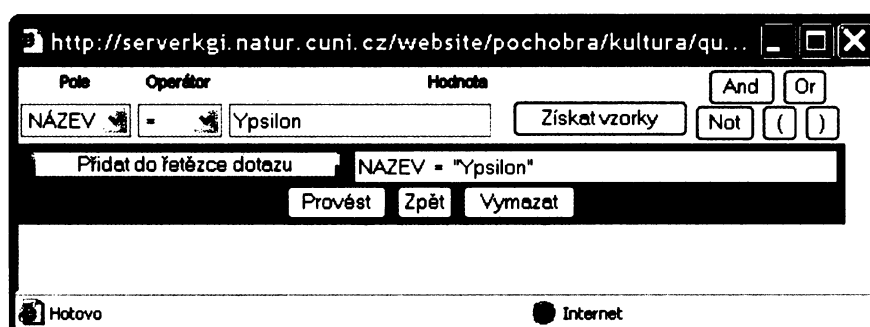 http://serverkgi.natur.cuni.cz/website/pochobra/kultura/qu...
Pole Operátor Hodnota And Or
NÁZEV = Ypsilon Získat vzorky Not ( )
Přidat do řetězce dotazu NAZEV = "Ypsilon"
Provést Zpět Vymazat
Hotovo Internet